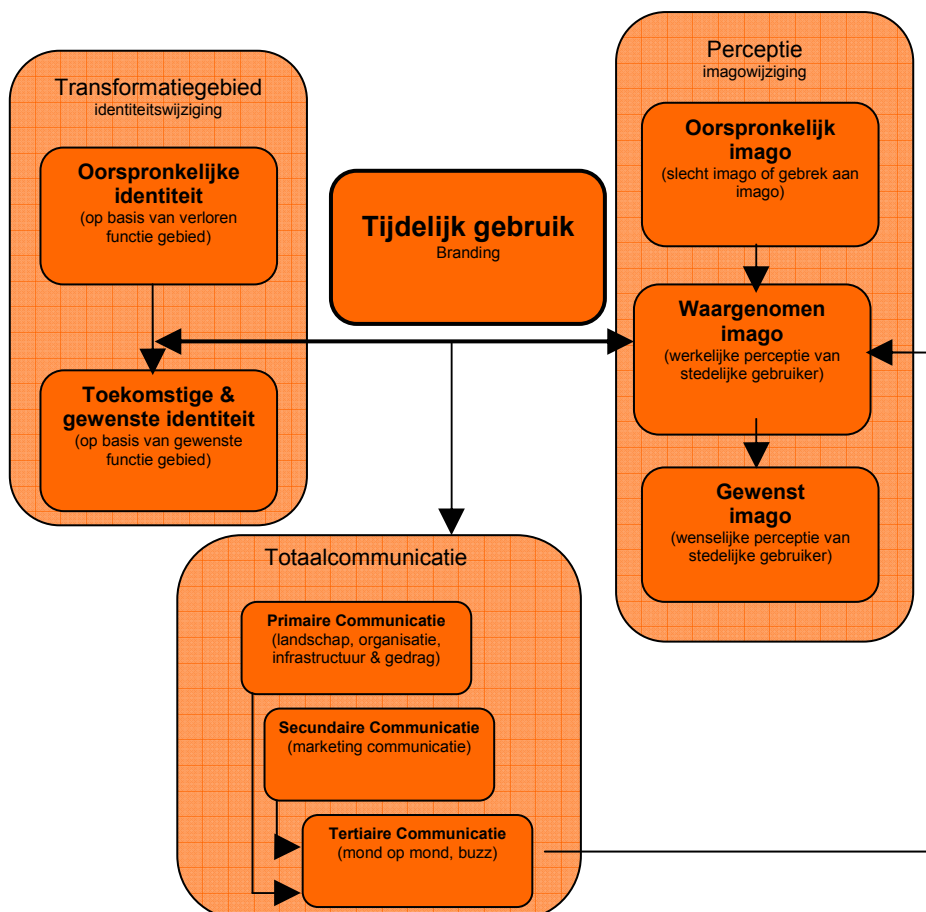 Transformatiegebied
identiteitswijziging
Oorspronkelijke
identiteit
(op basis van verloren
functie gebied)
Toekomstige &
gewenste identiteit
(op basis van gewenste
functie gebied)
Tijdelijk gebruik
Branding
Perceptie
imagowijziging
Oorspronkelijk
imago
(slecht imago of gebrek aan
imago)
Waargenomen
imago
(werkelijke perceptie van
stedelijke gebruiker)
Gewenst
imago
(wenselijke perceptie van
stedelijke gebruiker)
Totaalcommunicatie
Primaire Communicatie
(landschap, organisatie,
infrastructuur & gedrag)
Secundaire Communicatie
(marketing communicatie)
Tertiaire Communicatie
(mond op mond, buzz)